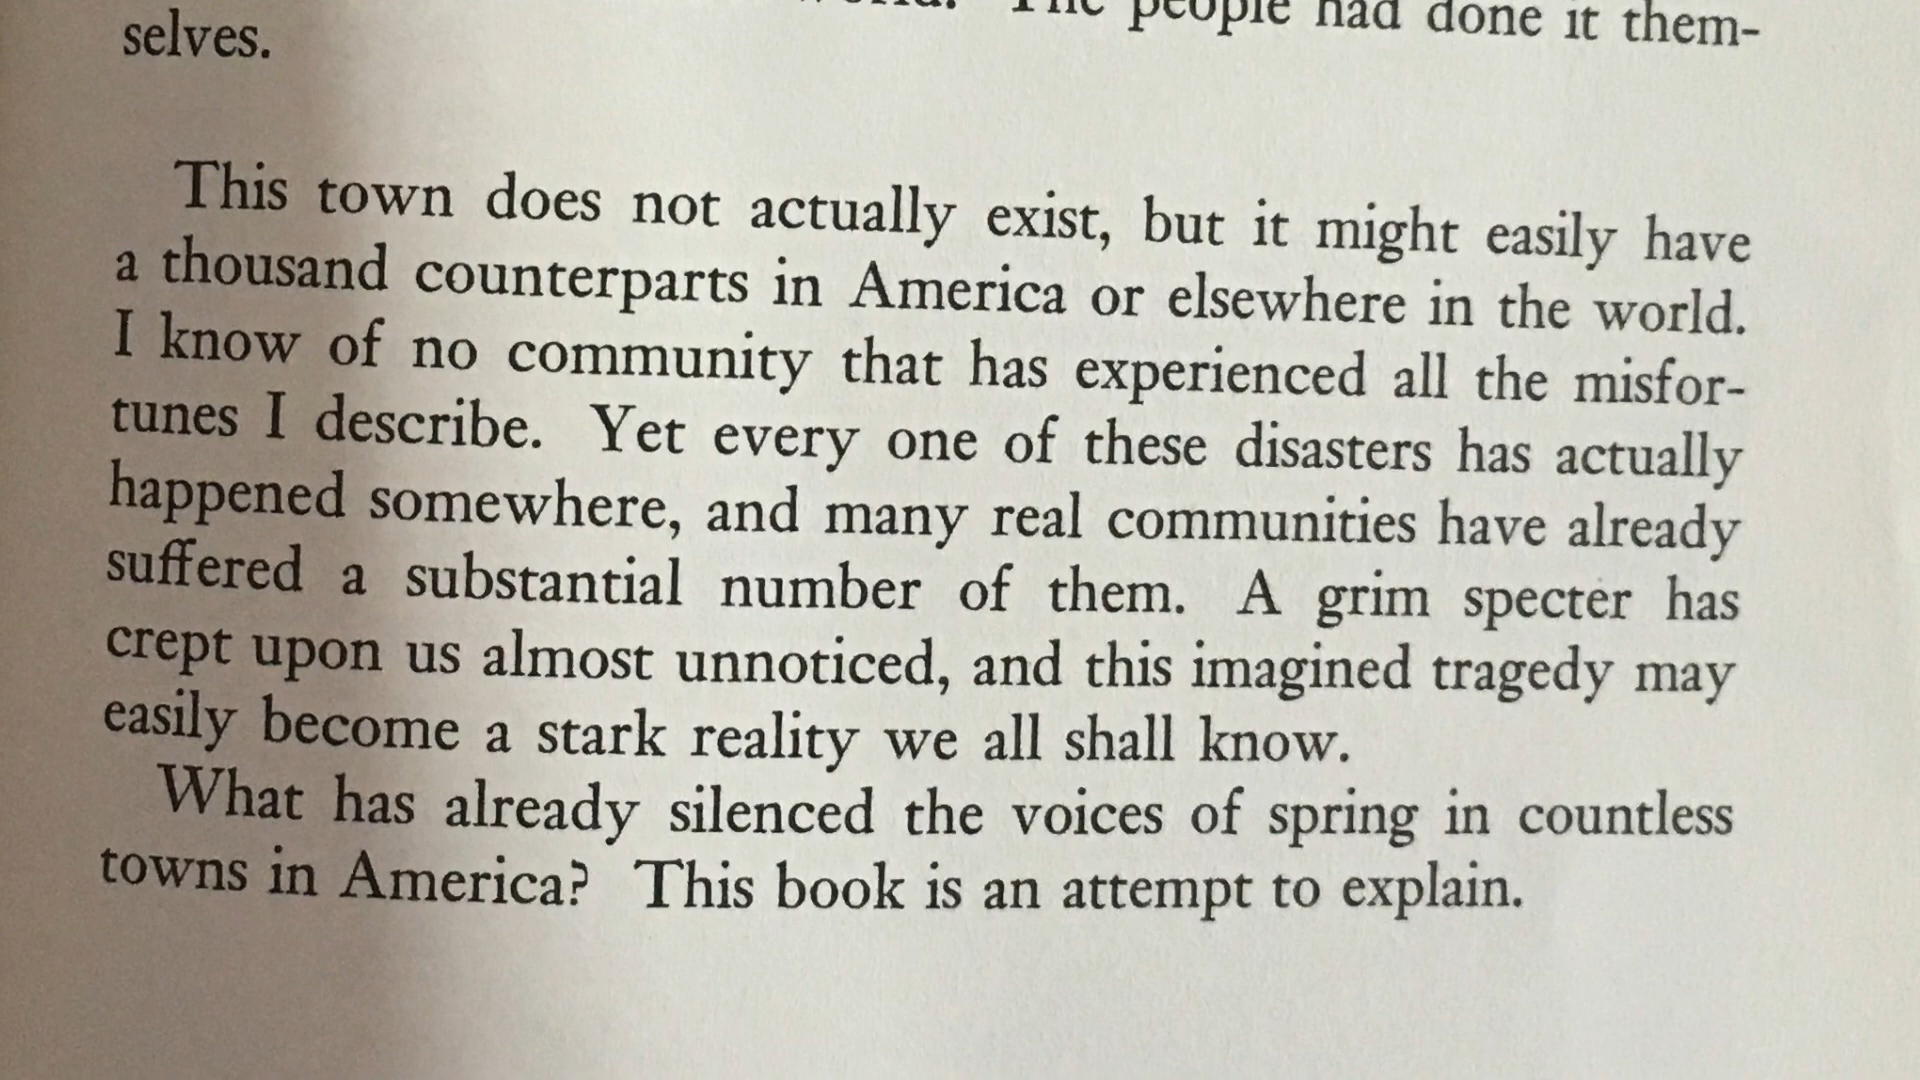 The people had done it them-
selves.
This town does not actually exist, but it might easily have
a thousand counterparts in America or elsewhere in the world.
I know of no community that has experienced all the misfor-
tunes I describe. Yet every one of these disasters has actually
happened somewhere, and many real communities have already
suffered a substantial number of them. A grim specter has
crept upon us almost unnoticed, and this imagined tragedy may
easily become a stark reality we all shall know.
What has already silenced the voices of spring in countless
towns in America? This book is an attempt to explain.